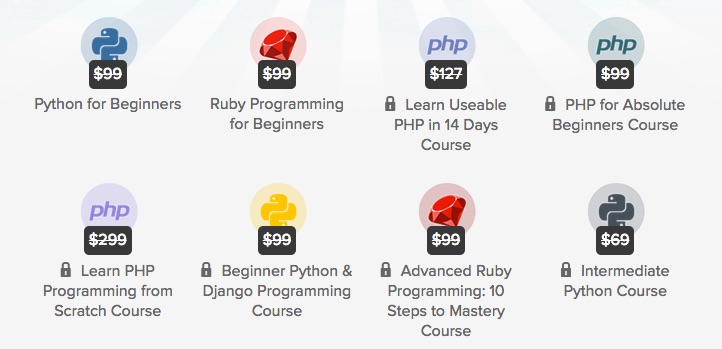 $99
$99
php
$127
php
$99
Python for Beginners
Ruby Programming
for Beginners
Learn Useable
PHP in 14 Days
Course
PHP for Absolute
Beginners Course
php
$299
$99
$99
$69
Learn PHP
Programming from
Scratch Course
Beginner Python &
Django Programming
Course
Advanced Ruby
Programming: 10
Steps to Mastery
Course
Intermediate
Python Course